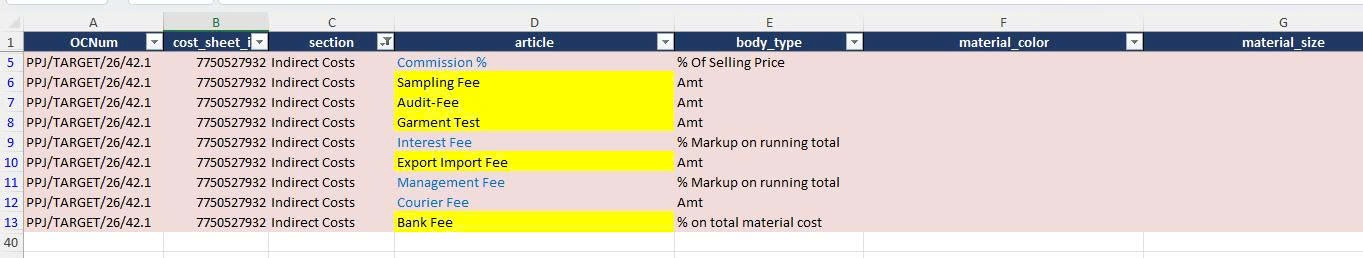 A B C D E F G
1 OCNum cost_sheet_i section article body_type material_color material_size
5 PPJ/TARGET/26/42.1 7750527932 Indirect Costs Commission % % Of Selling Price
6 PPJ/TARGET/26/42.1 7750527932 Indirect Costs Sampling Fee Amt
7 PPJ/TARGET/26/42.1 7750527932 Indirect Costs Audit-Fee Amt
8 PPJ/TARGET/26/42.1 7750527932 Indirect Costs Garment Test Amt
9 PPJ/TARGET/26/42.1 7750527932 Indirect Costs Interest Fee % Markup on running total
10 PPJ/TARGET/26/42.1 7750527932 Indirect Costs Export Import Fee Amt
11 PPJ/TARGET/26/42.1 7750527932 Indirect Costs Management Fee % Markup on running total
12 PPJ/TARGET/26/42.1 7750527932 Indirect Costs Courier Fee Amt
13 PPJ/TARGET/26/42.1 7750527932 Indirect Costs Bank Fee % on total material cost
40